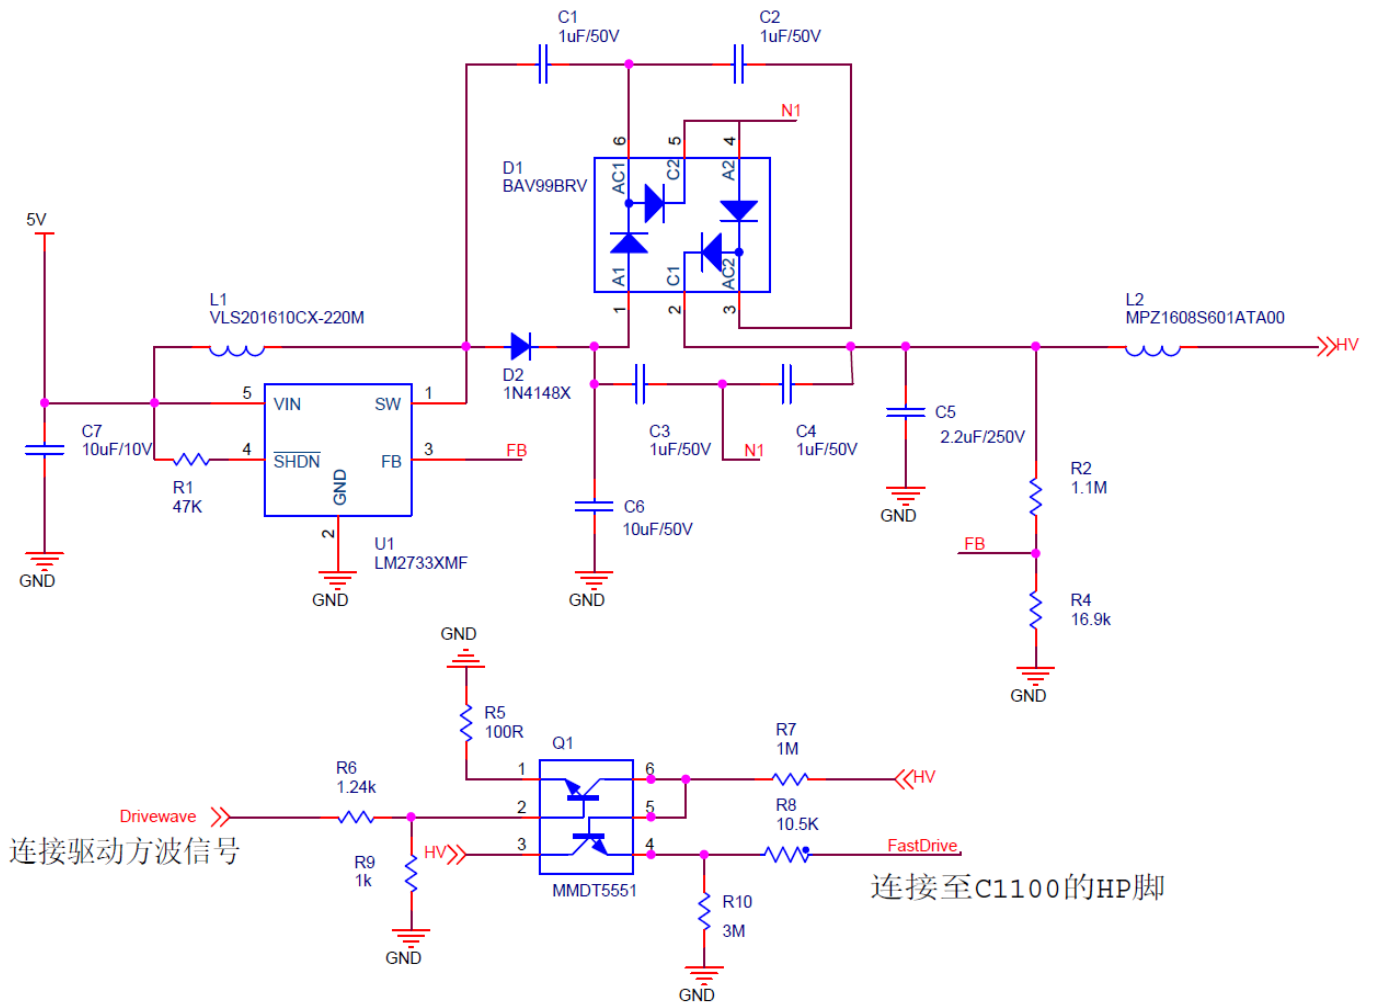 C1
1uF/50V
C2
1uF/50V
N1
6
5
4
D1
BAV99BRV
AC1
C2
A2
A1
C1
AC2
1
2
3
5V
L1
VLS201610CX-220M
L2
MPZ1608S601ATA00
HV
D2
1N4148X
5
VIN
SW
1
C7
10uF/10V
4
SHDN
FB
3
FB
GND
R1
47K
2
U1
LM2733XMF
C3
1uF/50V
N1
C4
1uF/50V
C5
2.2uF/250V
GND
C6
10uF/50V
R2
1.1M
FB
R4
16.9k
GND
GND
GND
GND
GND
R5
100R
Q1
R7
1M
HV
R6
1.24k
1
6
Drivewave
2
5
R8
10.5K
连接驱动方波信号
R9
1k
HV
3
4
FastDrive
连接至C1100的HP脚
MMDT5551
R10
3M
GND
GND